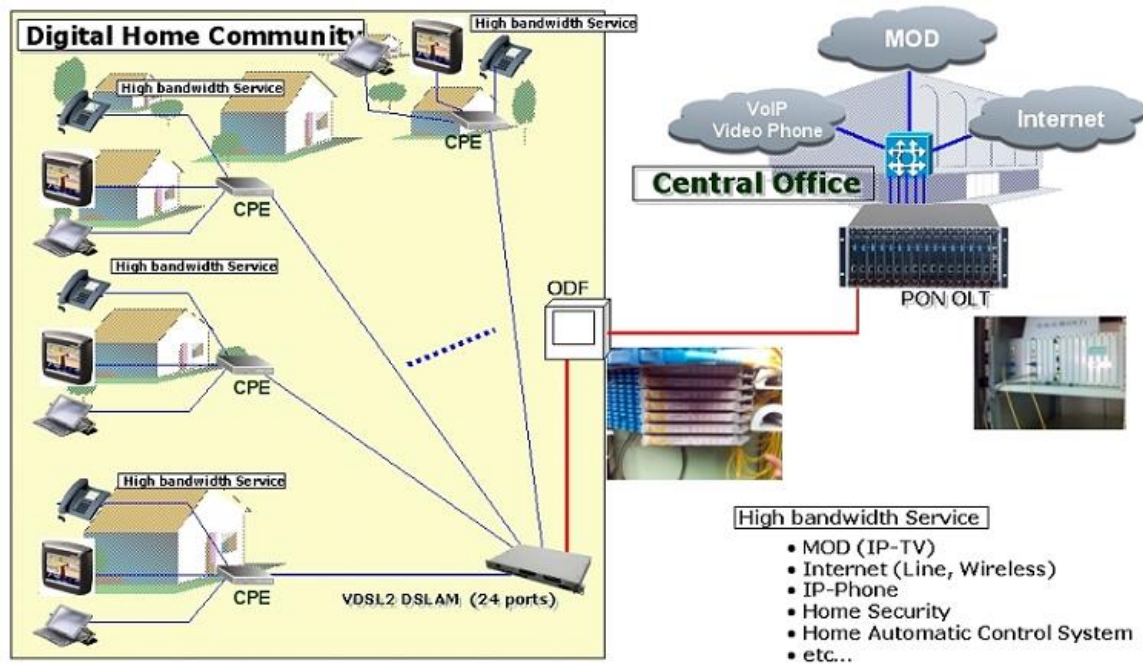 Digital Home Community
High bandwidth Service
MOD
High bandwidth Service
VoIP
Video Phone
Internet
CPE
Central Office
CPE
High bandwidth Service
ODF
PON OLT
CPE
High bandwidth Service
CPE
VDSL2 DSLAM (24 ports)
High bandwidth Service
• MOD (IP-TV)
• Internet (Line, Wireless)
• IP-Phone
• Home Security
• Home Automatic Control System
• etc...